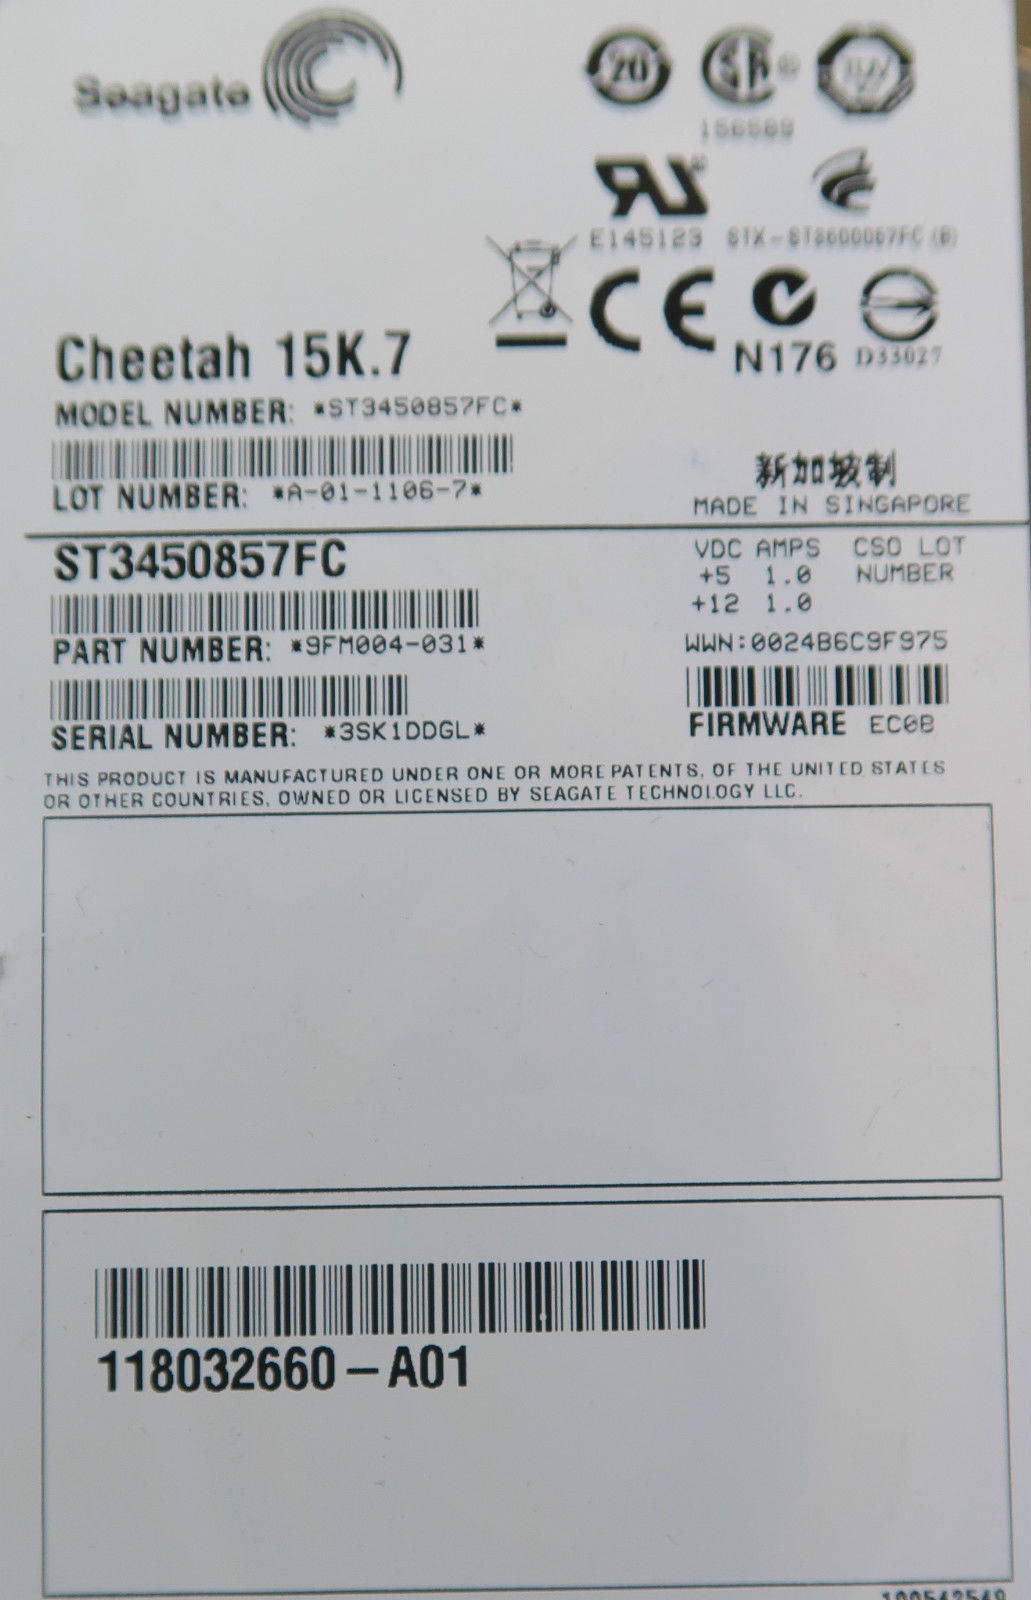 Seagate
20
SA ®
156589
E145123 STX-ST3600057FC (B)
CE
N176 D33027
Cheetah 15K.7
MODEL NUMBER: *ST3450857FC*
LOT NUMBER: *A-01-1106-7*
新加坡制
MADE IN SINGAPORE
ST3450857FC
VDC AMPS CSO LOT
+5 1.0 NUMBER
+12 1.0
PART NUMBER: *9FM004-031*
WWN:0024B6C9F975
SERIAL NUMBER: *3SK1DDGL*
FIRMWARE EC0B
THIS PRODUCT IS MANUFACTURED UNDER ONE OR MORE PATENTS, OF THE UNITED STATES
OR OTHER COUNTRIES, OWNED OR LICENSED BY SEAGATE TECHNOLOGY LLC.
118032660-A01